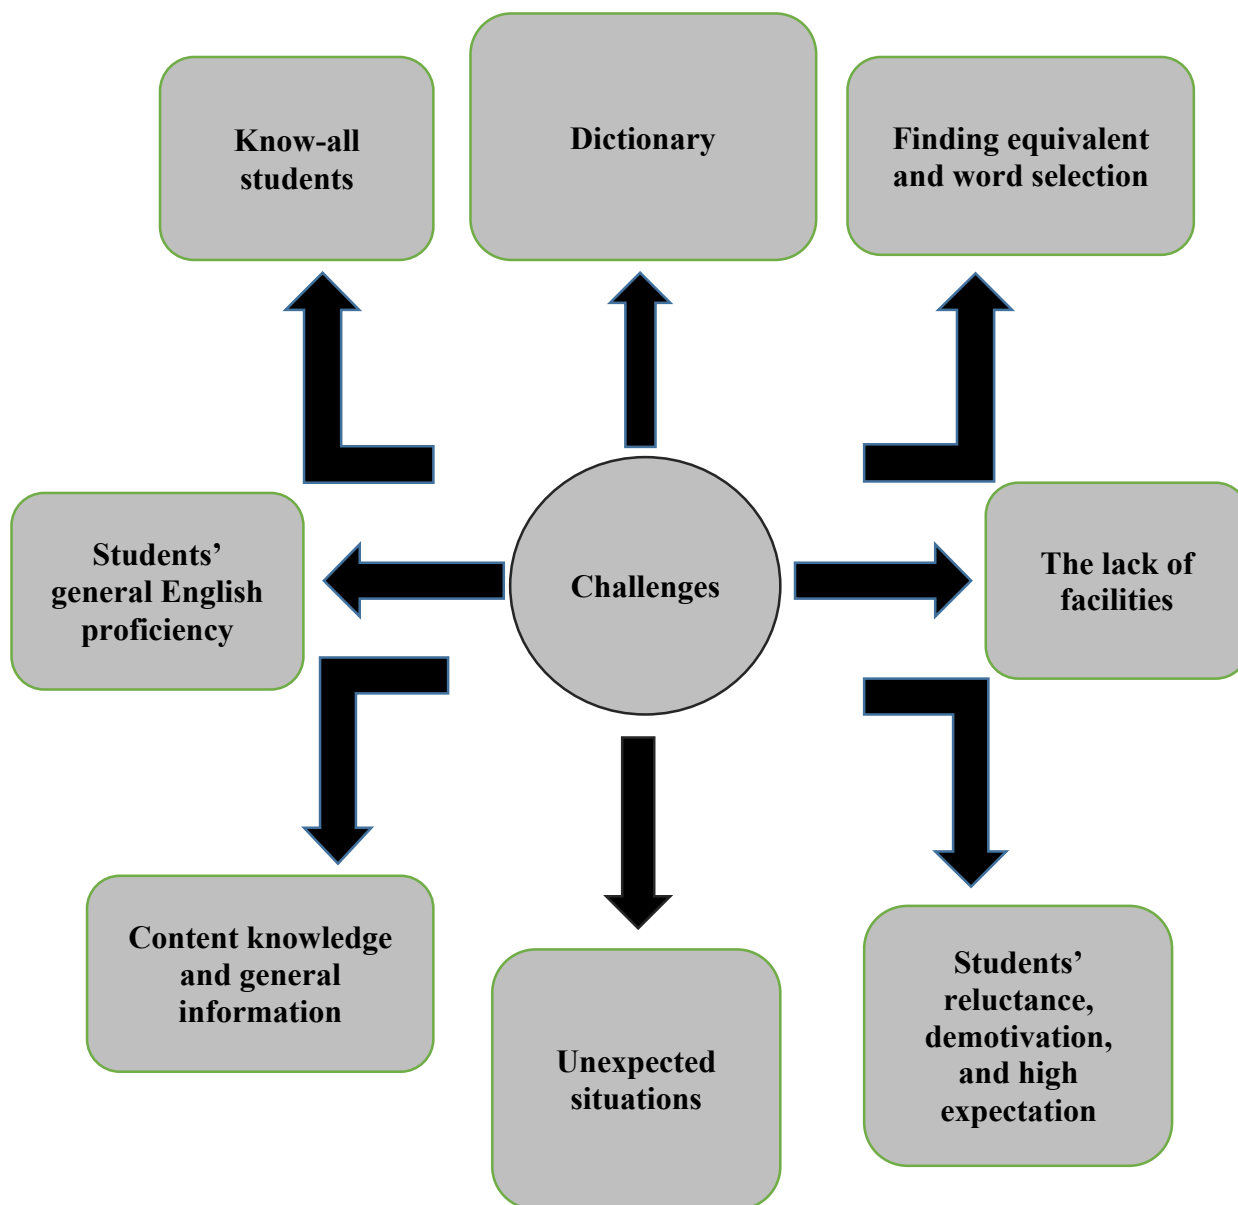 Know-all
students
Dictionary
Finding equivalent
and word selection
Students’
general English
proficiency
Challenges
The lack of
facilities
Content knowledge
and general
information
Unexpected
situations
Students’
reluctance,
demotivation,
and high
expectation